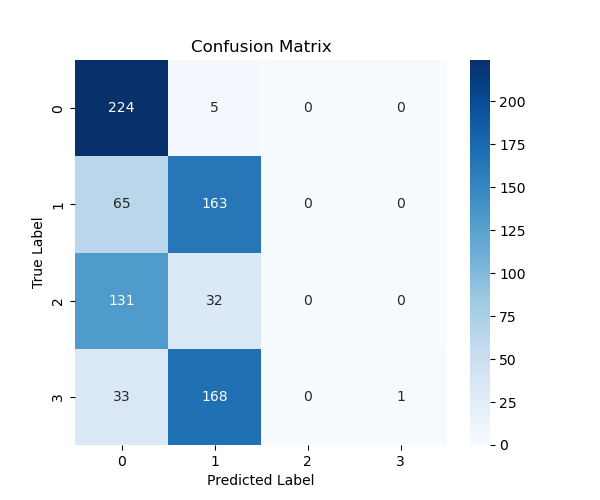 Confusion Matrix
True Label
0 224 5 0 0
1 65 163 0 0
2 131 32 0 0
3 33 168 0 1
0 1 2 3
Predicted Label
200
175
150
125
100
75
50
25
0